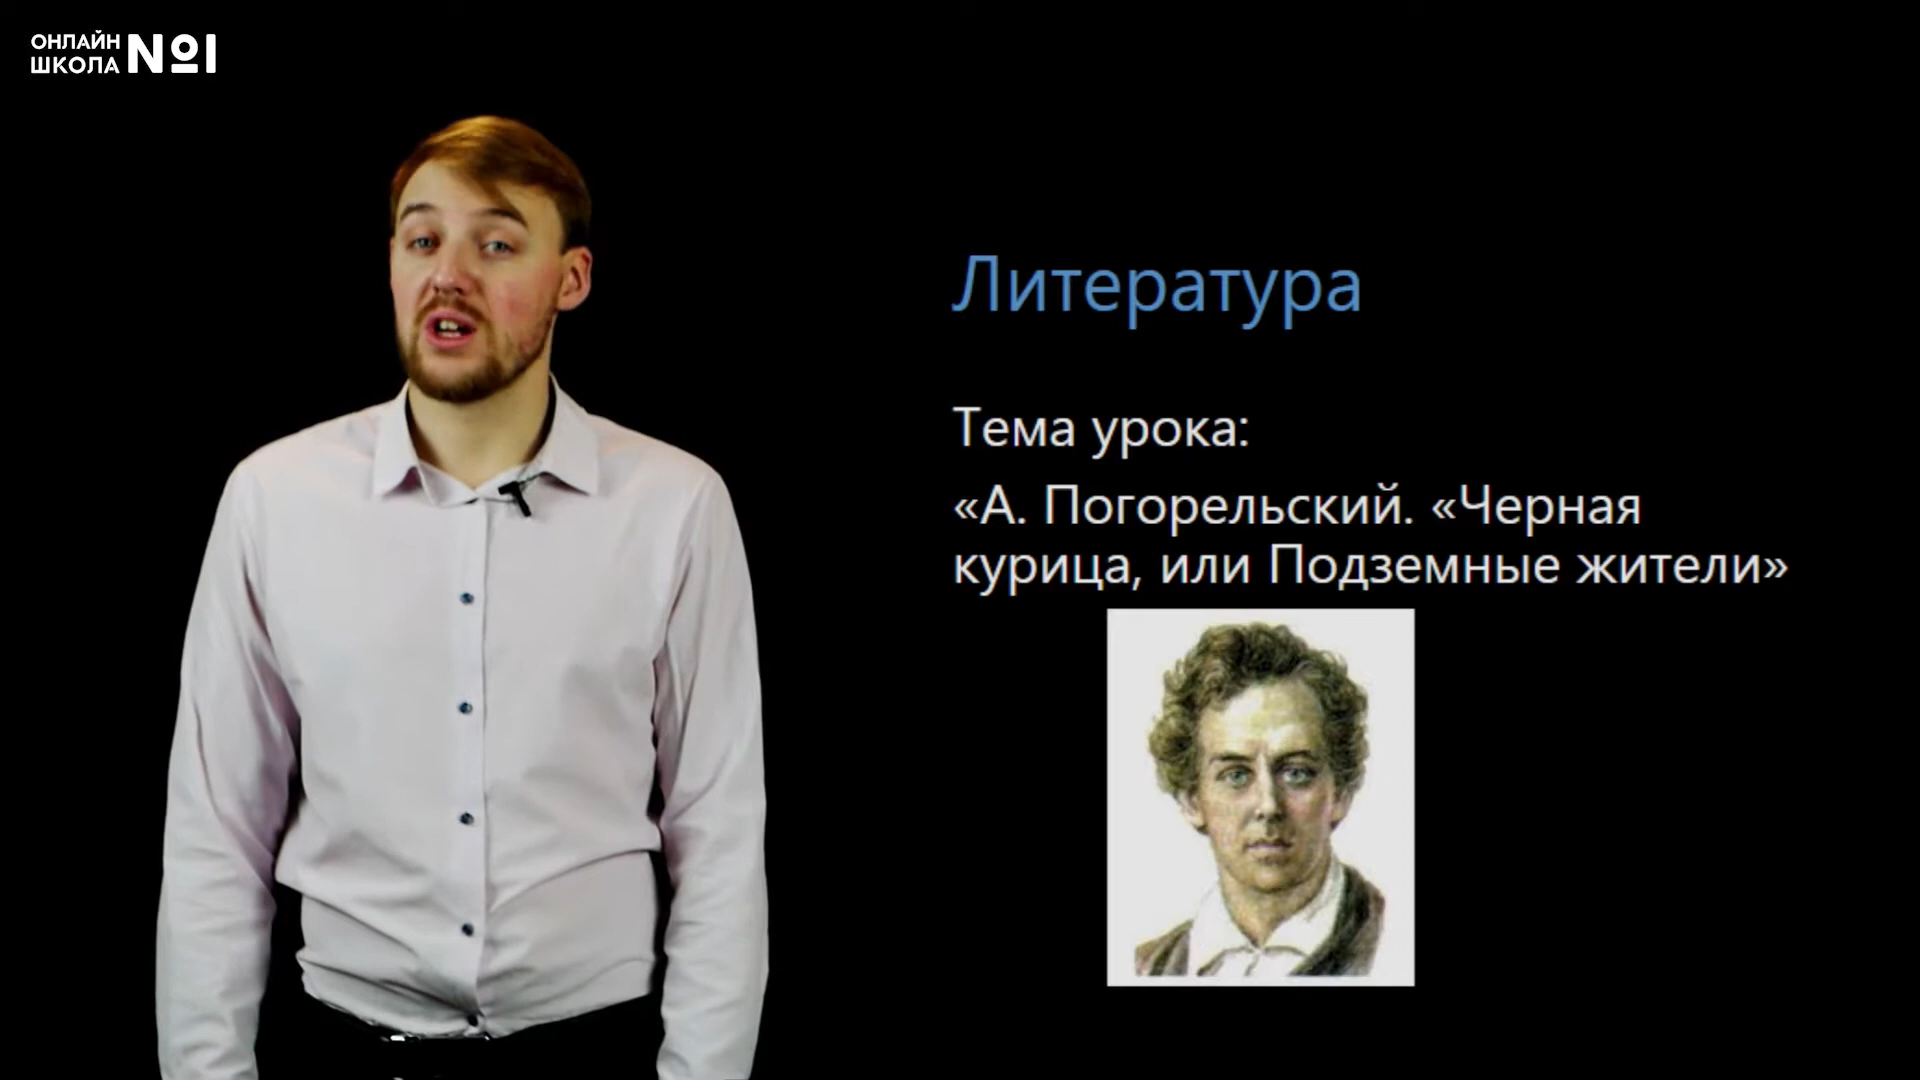 ОНЛАЙН
ШКОЛА №1
Литература
Тема урока:
«А. Погорельский. «Черная
курица, или Подземные жители»